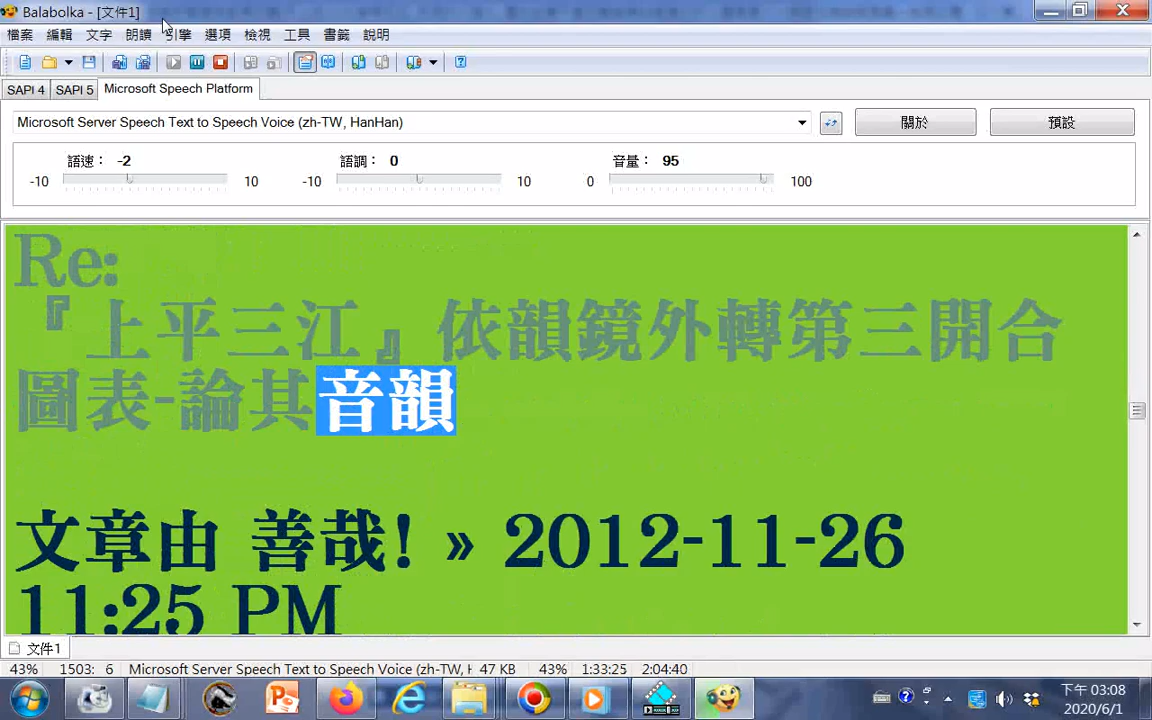 Balabolka - [文件1]
檔案 編輯 文字 朗讀 引擎 選項 檢視 工具 書籤 說明
SAPI 4 SAPI 5 Microsoft Speech Platform
Microsoft Server Speech Text to Speech Voice (zh-TW, HanHan) 關於 預設
語速: -2 語調: 0 音量: 95
-10 10 -10 10 0 100
Re:
『上平三江』依韻鏡外轉第三開合
圖表-論其音韻
文章由 善哉! » 2012-11-26
11:25 PM
文件1
43% 1503: 6 Microsoft Server Speech Text to Speech Voice (zh-TW, H 47 KB 43% 1:33:25 2:04:40
下午 03:08
2020/6/1